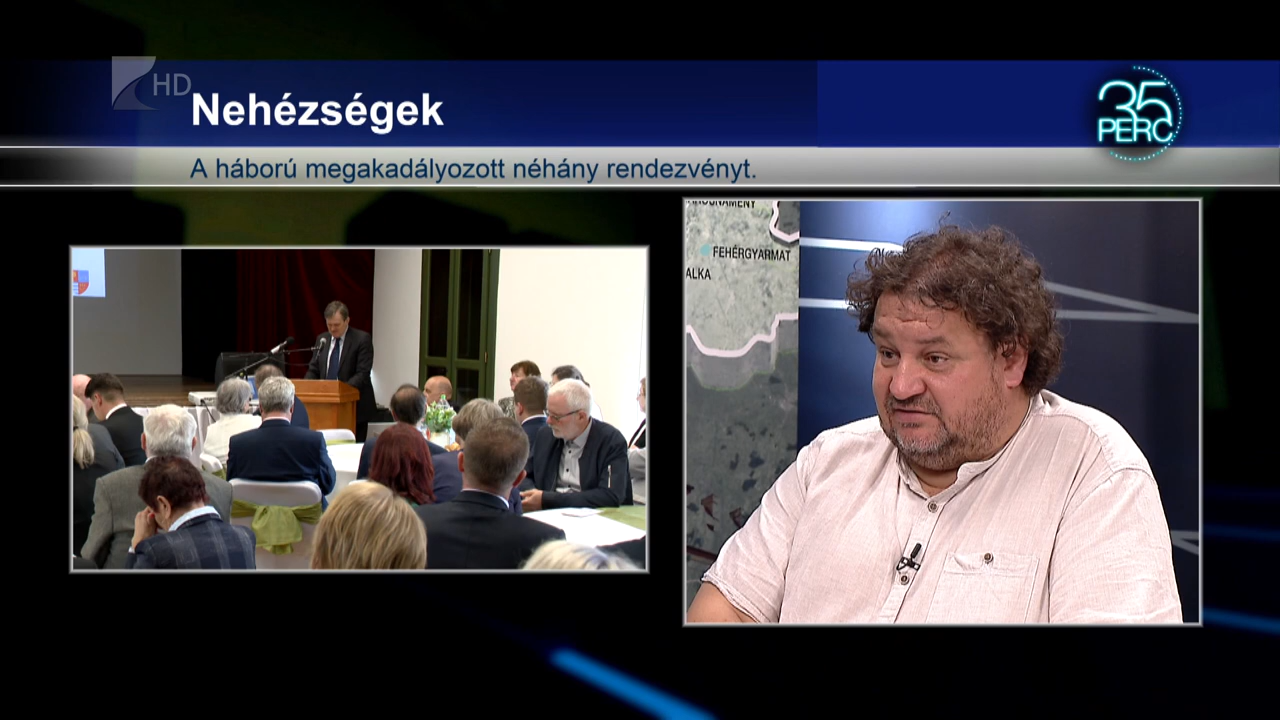 HD
Nehézségek
35
PERC
A háború megakadályozott néhány rendezvényt.
FEHÉRGYARMAT
ALKA